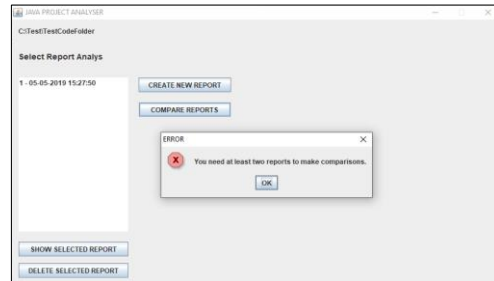 JAVA PROJECT ANALYSER
C:\Test\TestCodeFolder
Select Report Analys
1 - 05-05-2019 15:27:50
CREATE NEW REPORT
COMPARE REPORTS
ERROR
You need at least two reports to make comparisons.
OK
SHOW SELECTED REPORT
DELETE SELECTED REPORT